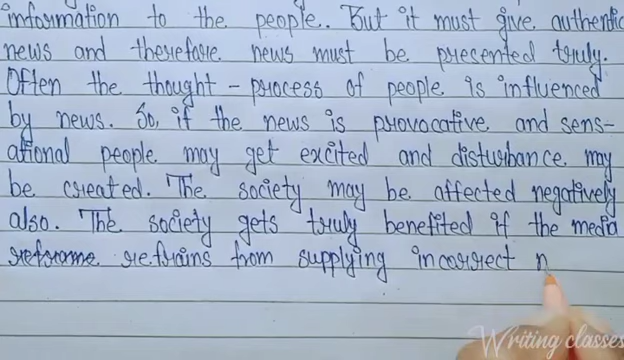 information to the people. But it must give authentic
news and therefore news must be presented truly.
Often the thought - process of people is influenced
by news. So, if the news is provocative and sens-
ational people may get excited and disturbance may
be created. The society may be affected negatively
also. The society gets truly benefited if the media
refrains from supplying incorrect n
Writing classes